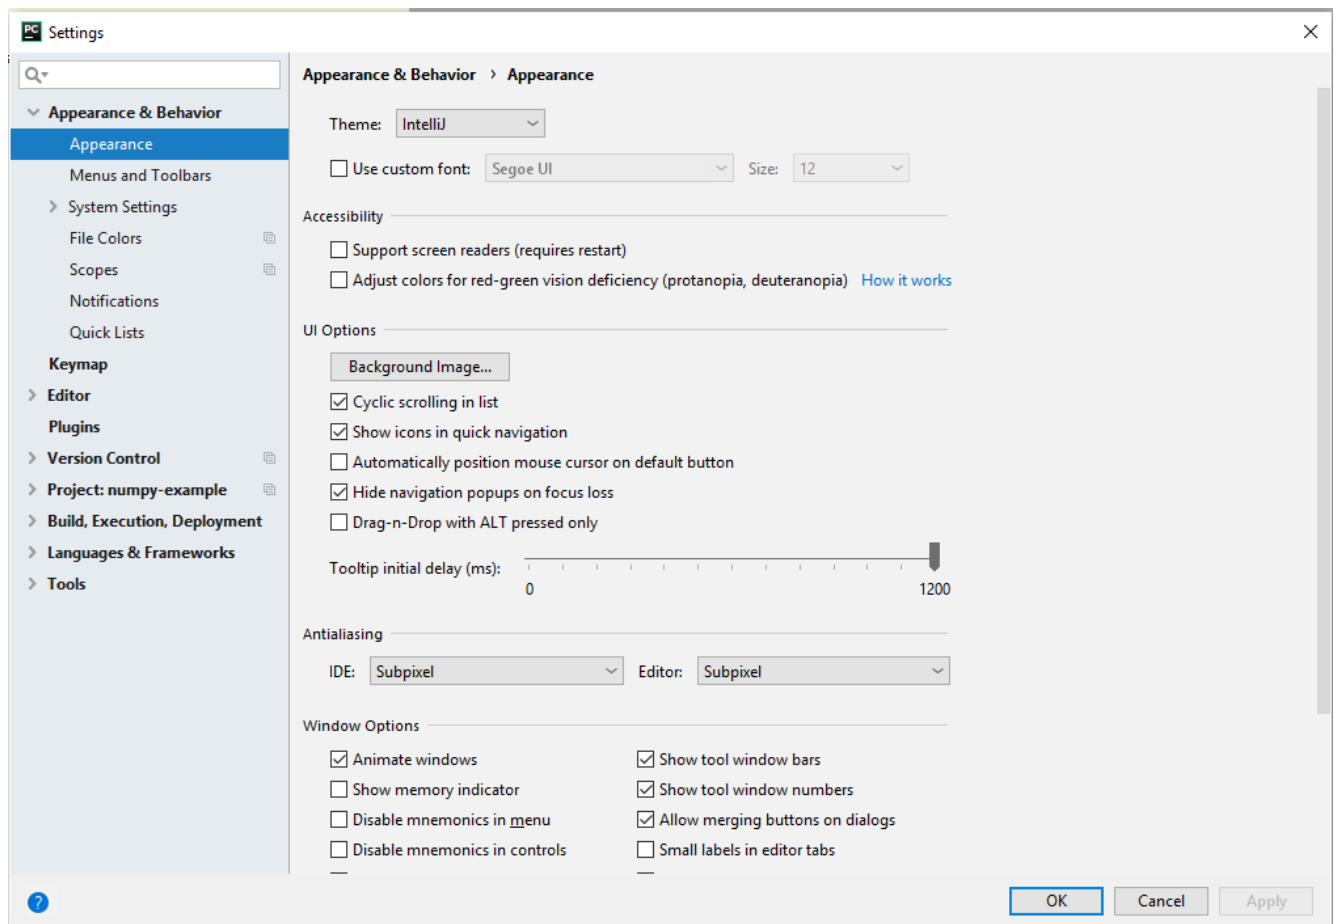 PC Settings
Appearance & Behavior
Appearance
Menus and Toolbars
System Settings
File Colors
Scopes
Notifications
Quick Lists
Keymap
Editor
Plugins
Version Control
Project: numpy-example
Build, Execution, Deployment
Languages & Frameworks
Tools
Appearance & Behavior › Appearance
Theme: IntelliJ
Use custom font: Segoe UI Size: 12
Accessibility
Support screen readers (requires restart)
Adjust colors for red-green vision deficiency (protanopia, deuteranopia) How it works
UI Options
Background Image...
Cyclic scrolling in list
Show icons in quick navigation
Automatically position mouse cursor on default button
Hide navigation popups on focus loss
Drag-n-Drop with ALT pressed only
Tooltip initial delay (ms):
0 1200
Antialiasing
IDE: Subpixel Editor: Subpixel
Window Options
Animate windows Show tool window bars
Show memory indicator Show tool window numbers
Disable mnemonics in menu Allow merging buttons on dialogs
Disable mnemonics in controls Small labels in editor tabs
? OK Cancel Apply